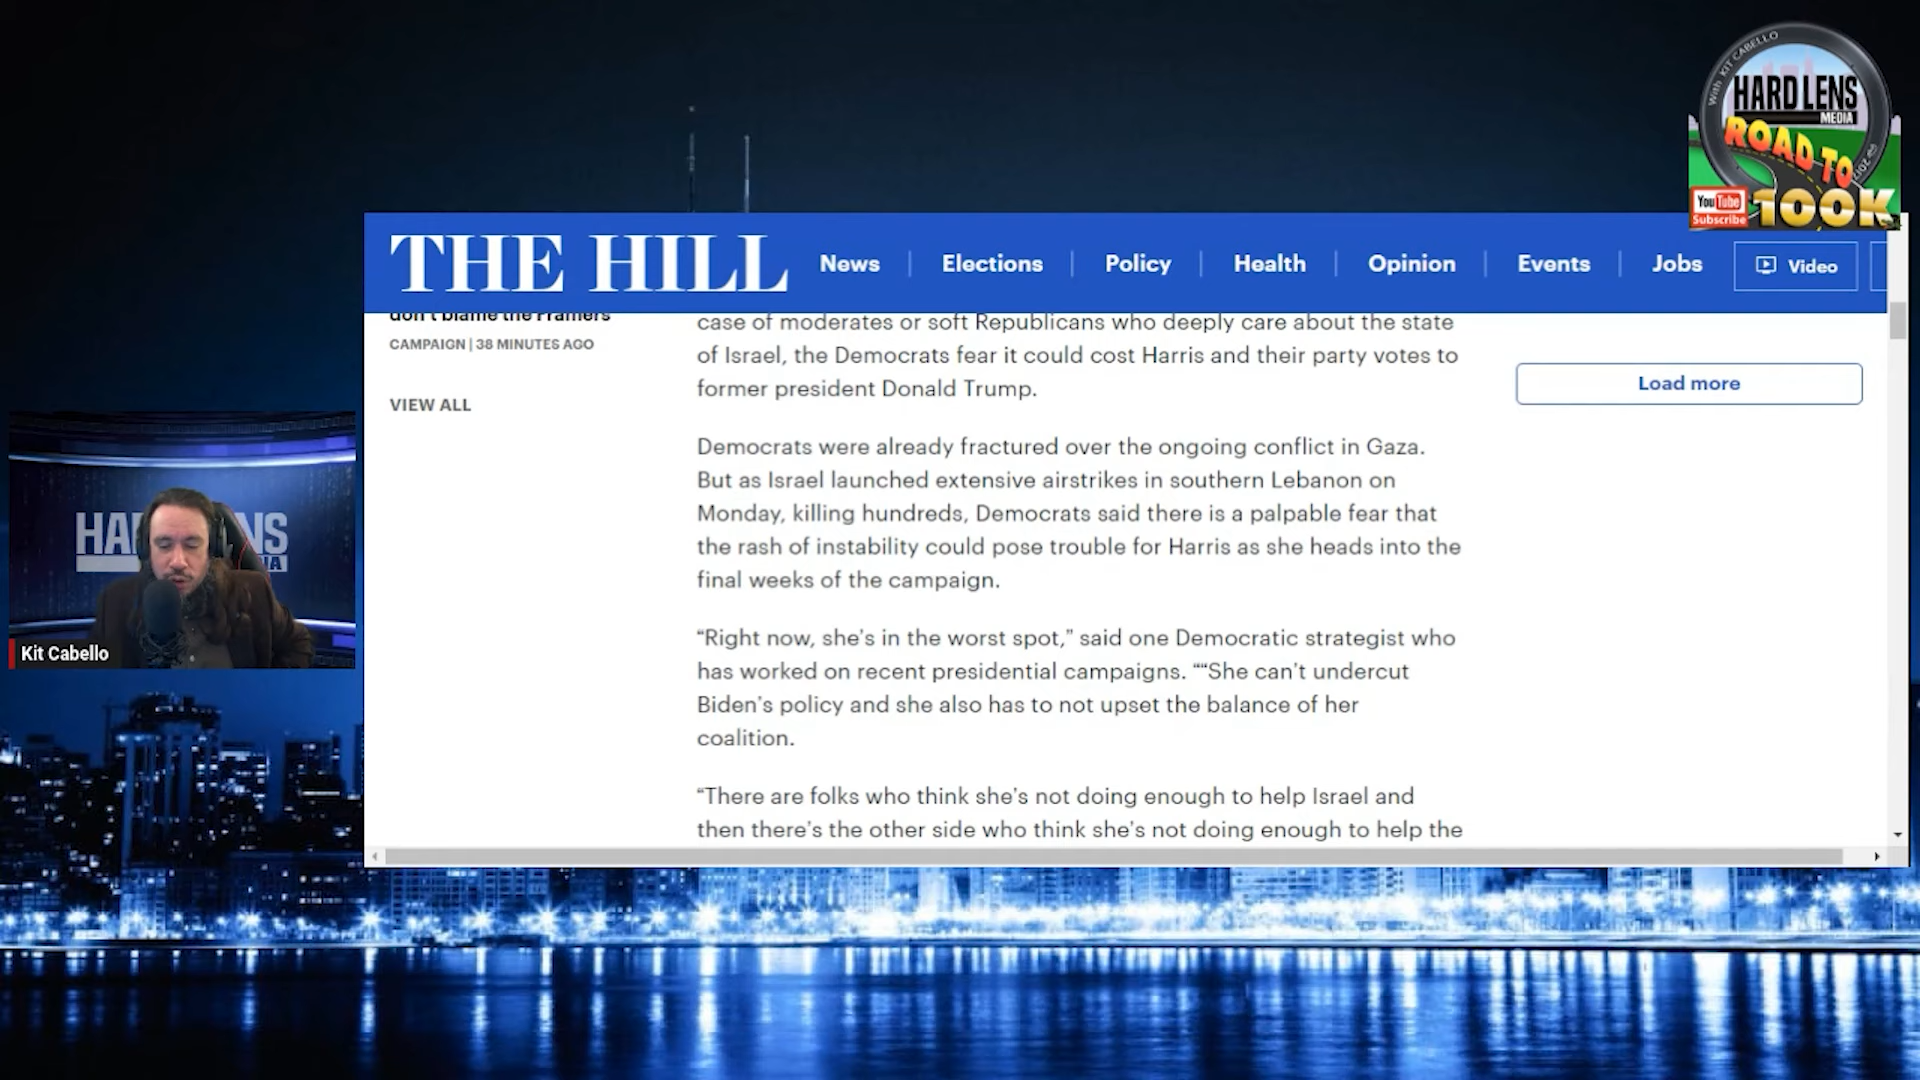 With KIT CABELLO
HARD LENS
MEDIA
ROAD TO
100K
YouTube
Subscribe
THE HILL
News
Elections
Policy
Health
Opinion
Events
Jobs
Video
don't blame the Framers
CAMPAIGN | 38 MINUTES AGO
VIEW ALL
case of moderates or soft Republicans who deeply care about the state
of Israel, the Democrats fear it could cost Harris and their party votes to
former president Donald Trump.
Load more
Democrats were already fractured over the ongoing conflict in Gaza.
But as Israel launched extensive airstrikes in southern Lebanon on
Monday, killing hundreds, Democrats said there is a palpable fear that
the rash of instability could pose trouble for Harris as she heads into the
final weeks of the campaign.
“Right now, she’s in the worst spot,” said one Democratic strategist who
has worked on recent presidential campaigns. ““She can’t undercut
Biden’s policy and she also has to not upset the balance of her
coalition.
“There are folks who think she’s not doing enough to help Israel and
then there’s the other side who think she’s not doing enough to help the
Kit Cabello